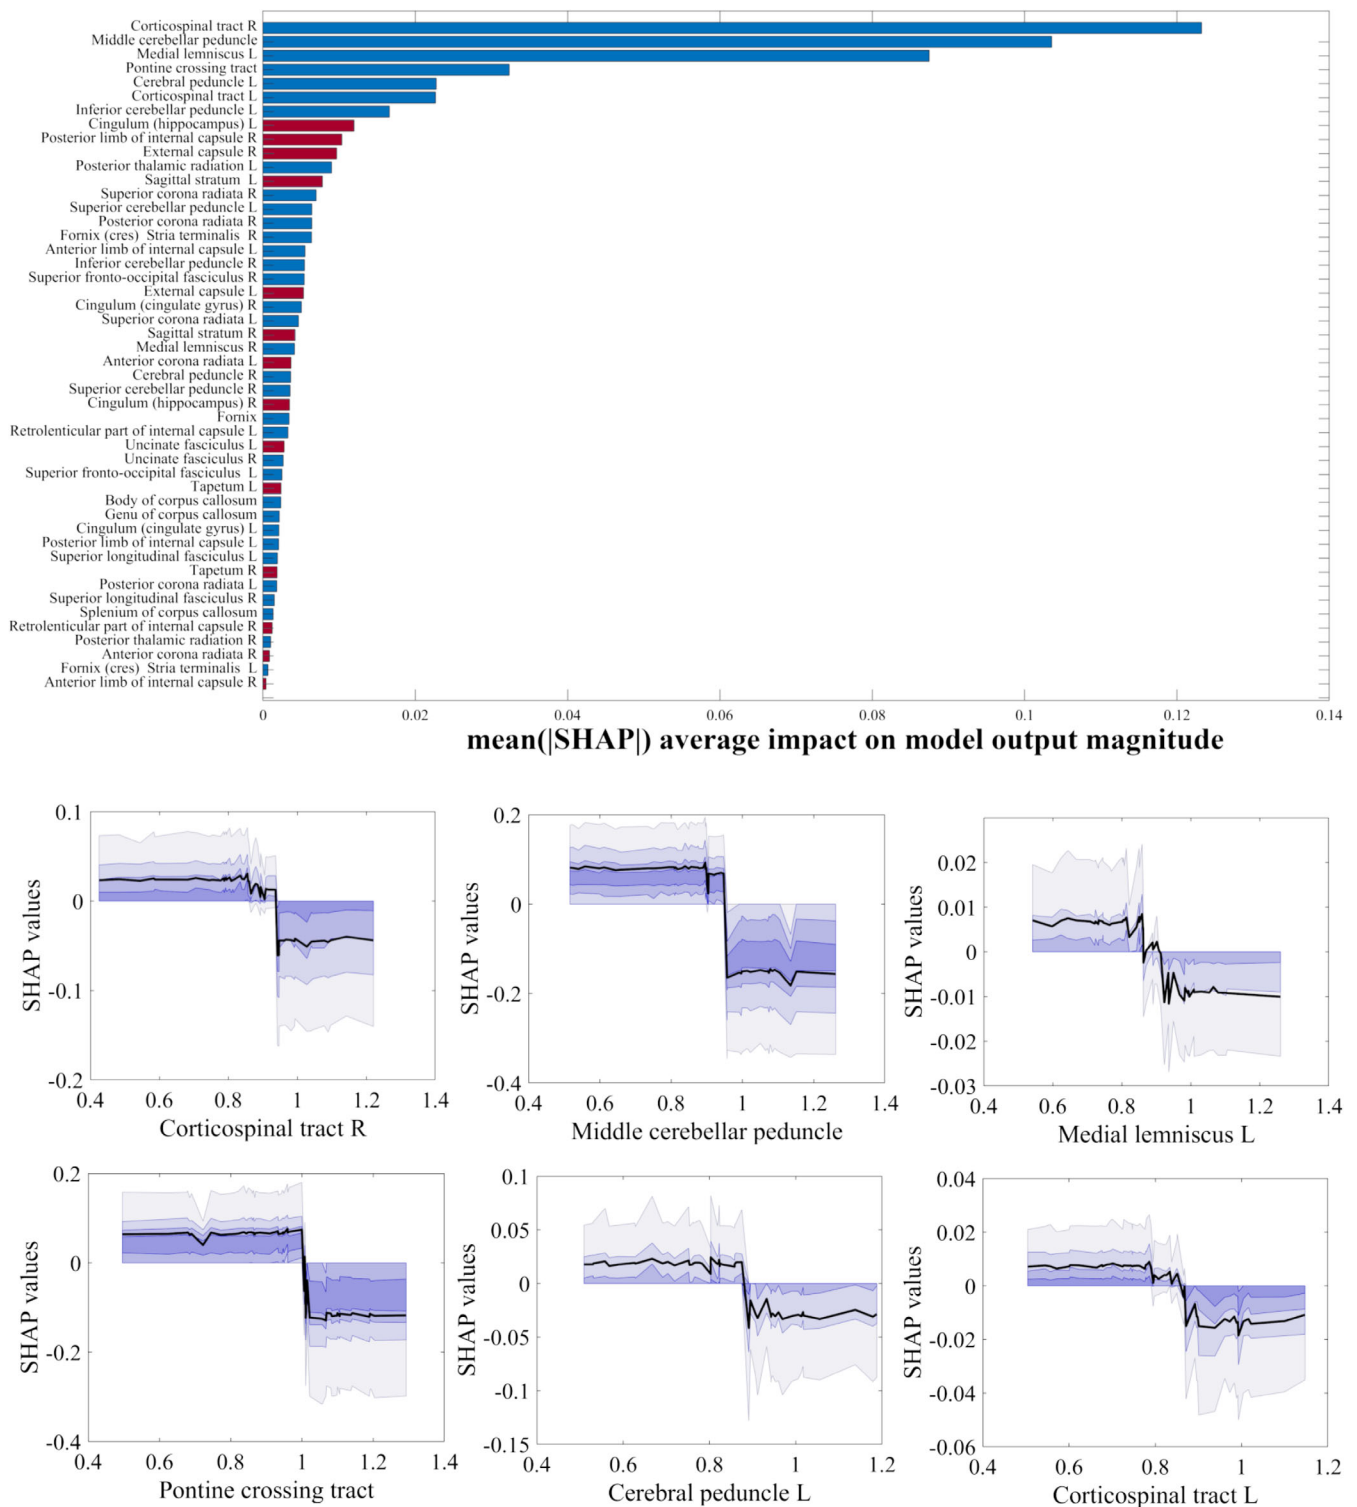 Corticospinal tract R
Middle cerebellar peduncle
Medial lemniscus L
Pontine crossing tract
Cerebral peduncle L
Corticospinal tract L
Inferior cerebellar peduncle L
Cingulum (hippocampus) L
Posterior limb of internal capsule R
External capsule R
Posterior thalamic radiation L
Sagittal stratum L
Superior corona radiata R
Superior cerebellar peduncle L
Posterior corona radiata R
Fornix (cres) Stria terminalis R
Anterior limb of internal capsule L
Inferior cerebellar peduncle R
Superior fronto-occipital fasciculus R
External capsule L
Cingulum (cingulate gyrus) R
Superior corona radiata L
Sagittal stratum R
Medial lemniscus R
Anterior corona radiata L
Cerebral peduncle R
Superior cerebellar peduncle R
Cingulum (hippocampus) R
Fornix
Retrolenticular part of internal capsule L
Uncinate fasciculus L
Uncinate fasciculus R
Superior fronto-occipital fasciculus L
Tapetum L
Body of corpus callosum
Genu of corpus callosum
Cingulum (cingulate gyrus) L
Posterior limb of internal capsule L
Superior longitudinal fasciculus L
Tapetum R
Posterior corona radiata L
Superior longitudinal fasciculus R
Splenium of corpus callosum
Retrolenticular part of internal capsule R
Posterior thalamic radiation R
Anterior corona radiata R
Fornix (cres) Stria terminalis L
Anterior limb of internal capsule R
0 0.02 0.04 0.06 0.08 0.1 0.12 0.14
mean(|SHAP|) average impact on model output magnitude
0.1
0
-0.1
-0.2
SHAP values
0.4 0.6 0.8 1 1.2 1.4
Corticospinal tract R
0.2
0
-0.2
-0.4
SHAP values
0.4 0.6 0.8 1 1.2 1.4
Middle cerebellar peduncle
0.02
0.01
0
-0.01
-0.02
-0.03
SHAP values
0.4 0.6 0.8 1 1.2 1.4
Medial lemniscus L
0.2
0
-0.2
-0.4
SHAP values
0.4 0.6 0.8 1 1.2 1.4
Pontine crossing tract
0.1
0.05
0
-0.05
-0.1
-0.15
SHAP values
0.4 0.6 0.8 1 1.2
Cerebral peduncle L
0.04
0.02
0
-0.02
-0.04
-0.06
SHAP values
0.4 0.6 0.8 1 1.2
Corticospinal tract L